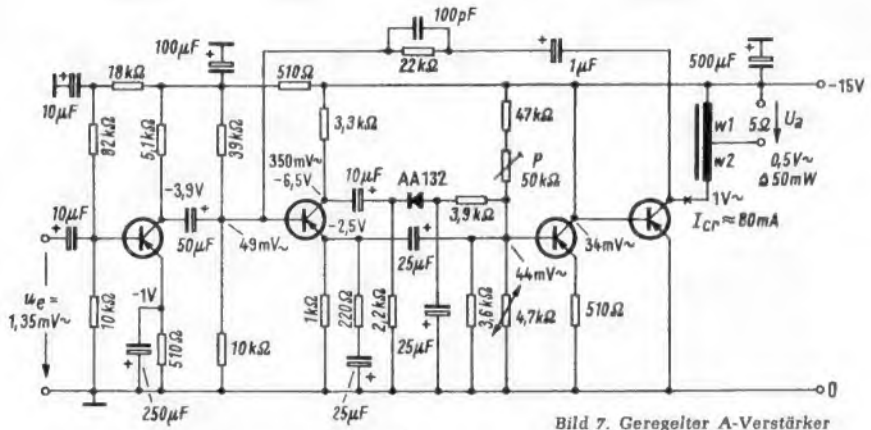 100pF
100µF
22kΩ
1µF
500µF
18kΩ
510Ω
-15V
10µF
82kΩ
5,1kΩ
39kΩ
3,3kΩ
47kΩ
w1
w2
5Ω
Ua
350mV~
-6,5V
10µF
AA132
P
50kΩ
0,5V~
≙ 50mW
-3,9V
3,9kΩ
1V~
10µF
50µF
49mV~
-2,5V
25µF
44mV~
34mV~
ICr≈80mA
ue =
1,35mV~
-1V
10kΩ
510Ω
10kΩ
1kΩ
220Ω
2,2kΩ
25µF
3,6kΩ
4,7kΩ
510Ω
250µF
25µF
0
Bild 7. Geregelter A-Verstärker